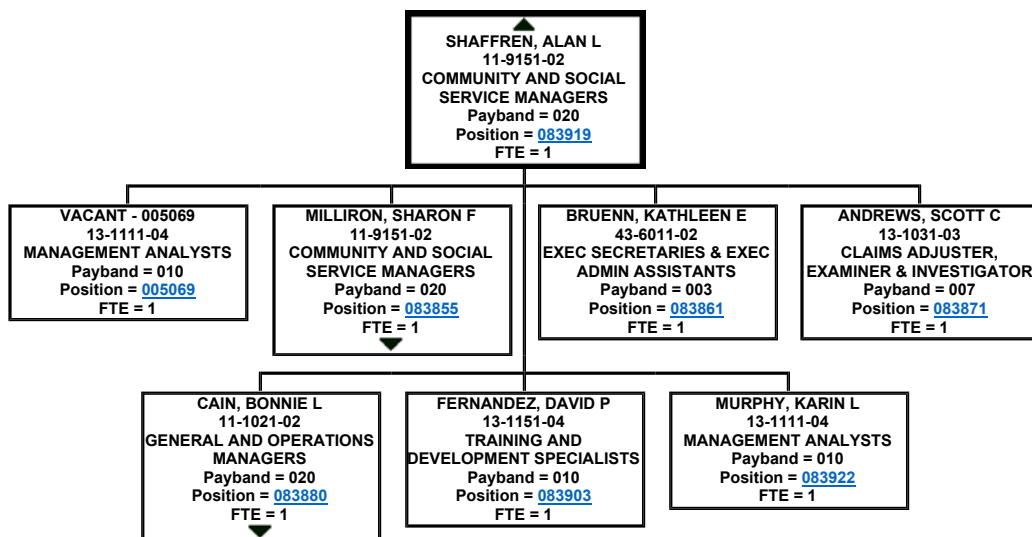 SHAFFREN, ALAN L
11-9151-02
COMMUNITY AND SOCIAL
SERVICE MANAGERS
Payband = 020
Position = 083919
FTE = 1
VACANT - 005069
13-1111-04
MANAGEMENT ANALYSTS
Payband = 010
Position = 005069
FTE = 1
MILLIRON, SHARON F
11-9151-02
COMMUNITY AND SOCIAL
SERVICE MANAGERS
Payband = 020
Position = 083855
FTE = 1
BRUENN, KATHLEEN E
43-6011-02
EXEC SECRETARIES & EXEC
ADMIN ASSISTANTS
Payband = 003
Position = 083861
FTE = 1
ANDREWS, SCOTT C
13-1031-03
CLAIMS ADJUSTER,
EXAMINER & INVESTIGATOR
Payband = 007
Position = 083871
FTE = 1
CAIN, BONNIE L
11-1021-02
GENERAL AND OPERATIONS
MANAGERS
Payband = 020
Position = 083880
FTE = 1
FERNANDEZ, DAVID P
13-1151-04
TRAINING AND
DEVELOPMENT SPECIALISTS
Payband = 010
Position = 083903
FTE = 1
MURPHY, KARIN L
13-1111-04
MANAGEMENT ANALYSTS
Payband = 010
Position = 083922
FTE = 1